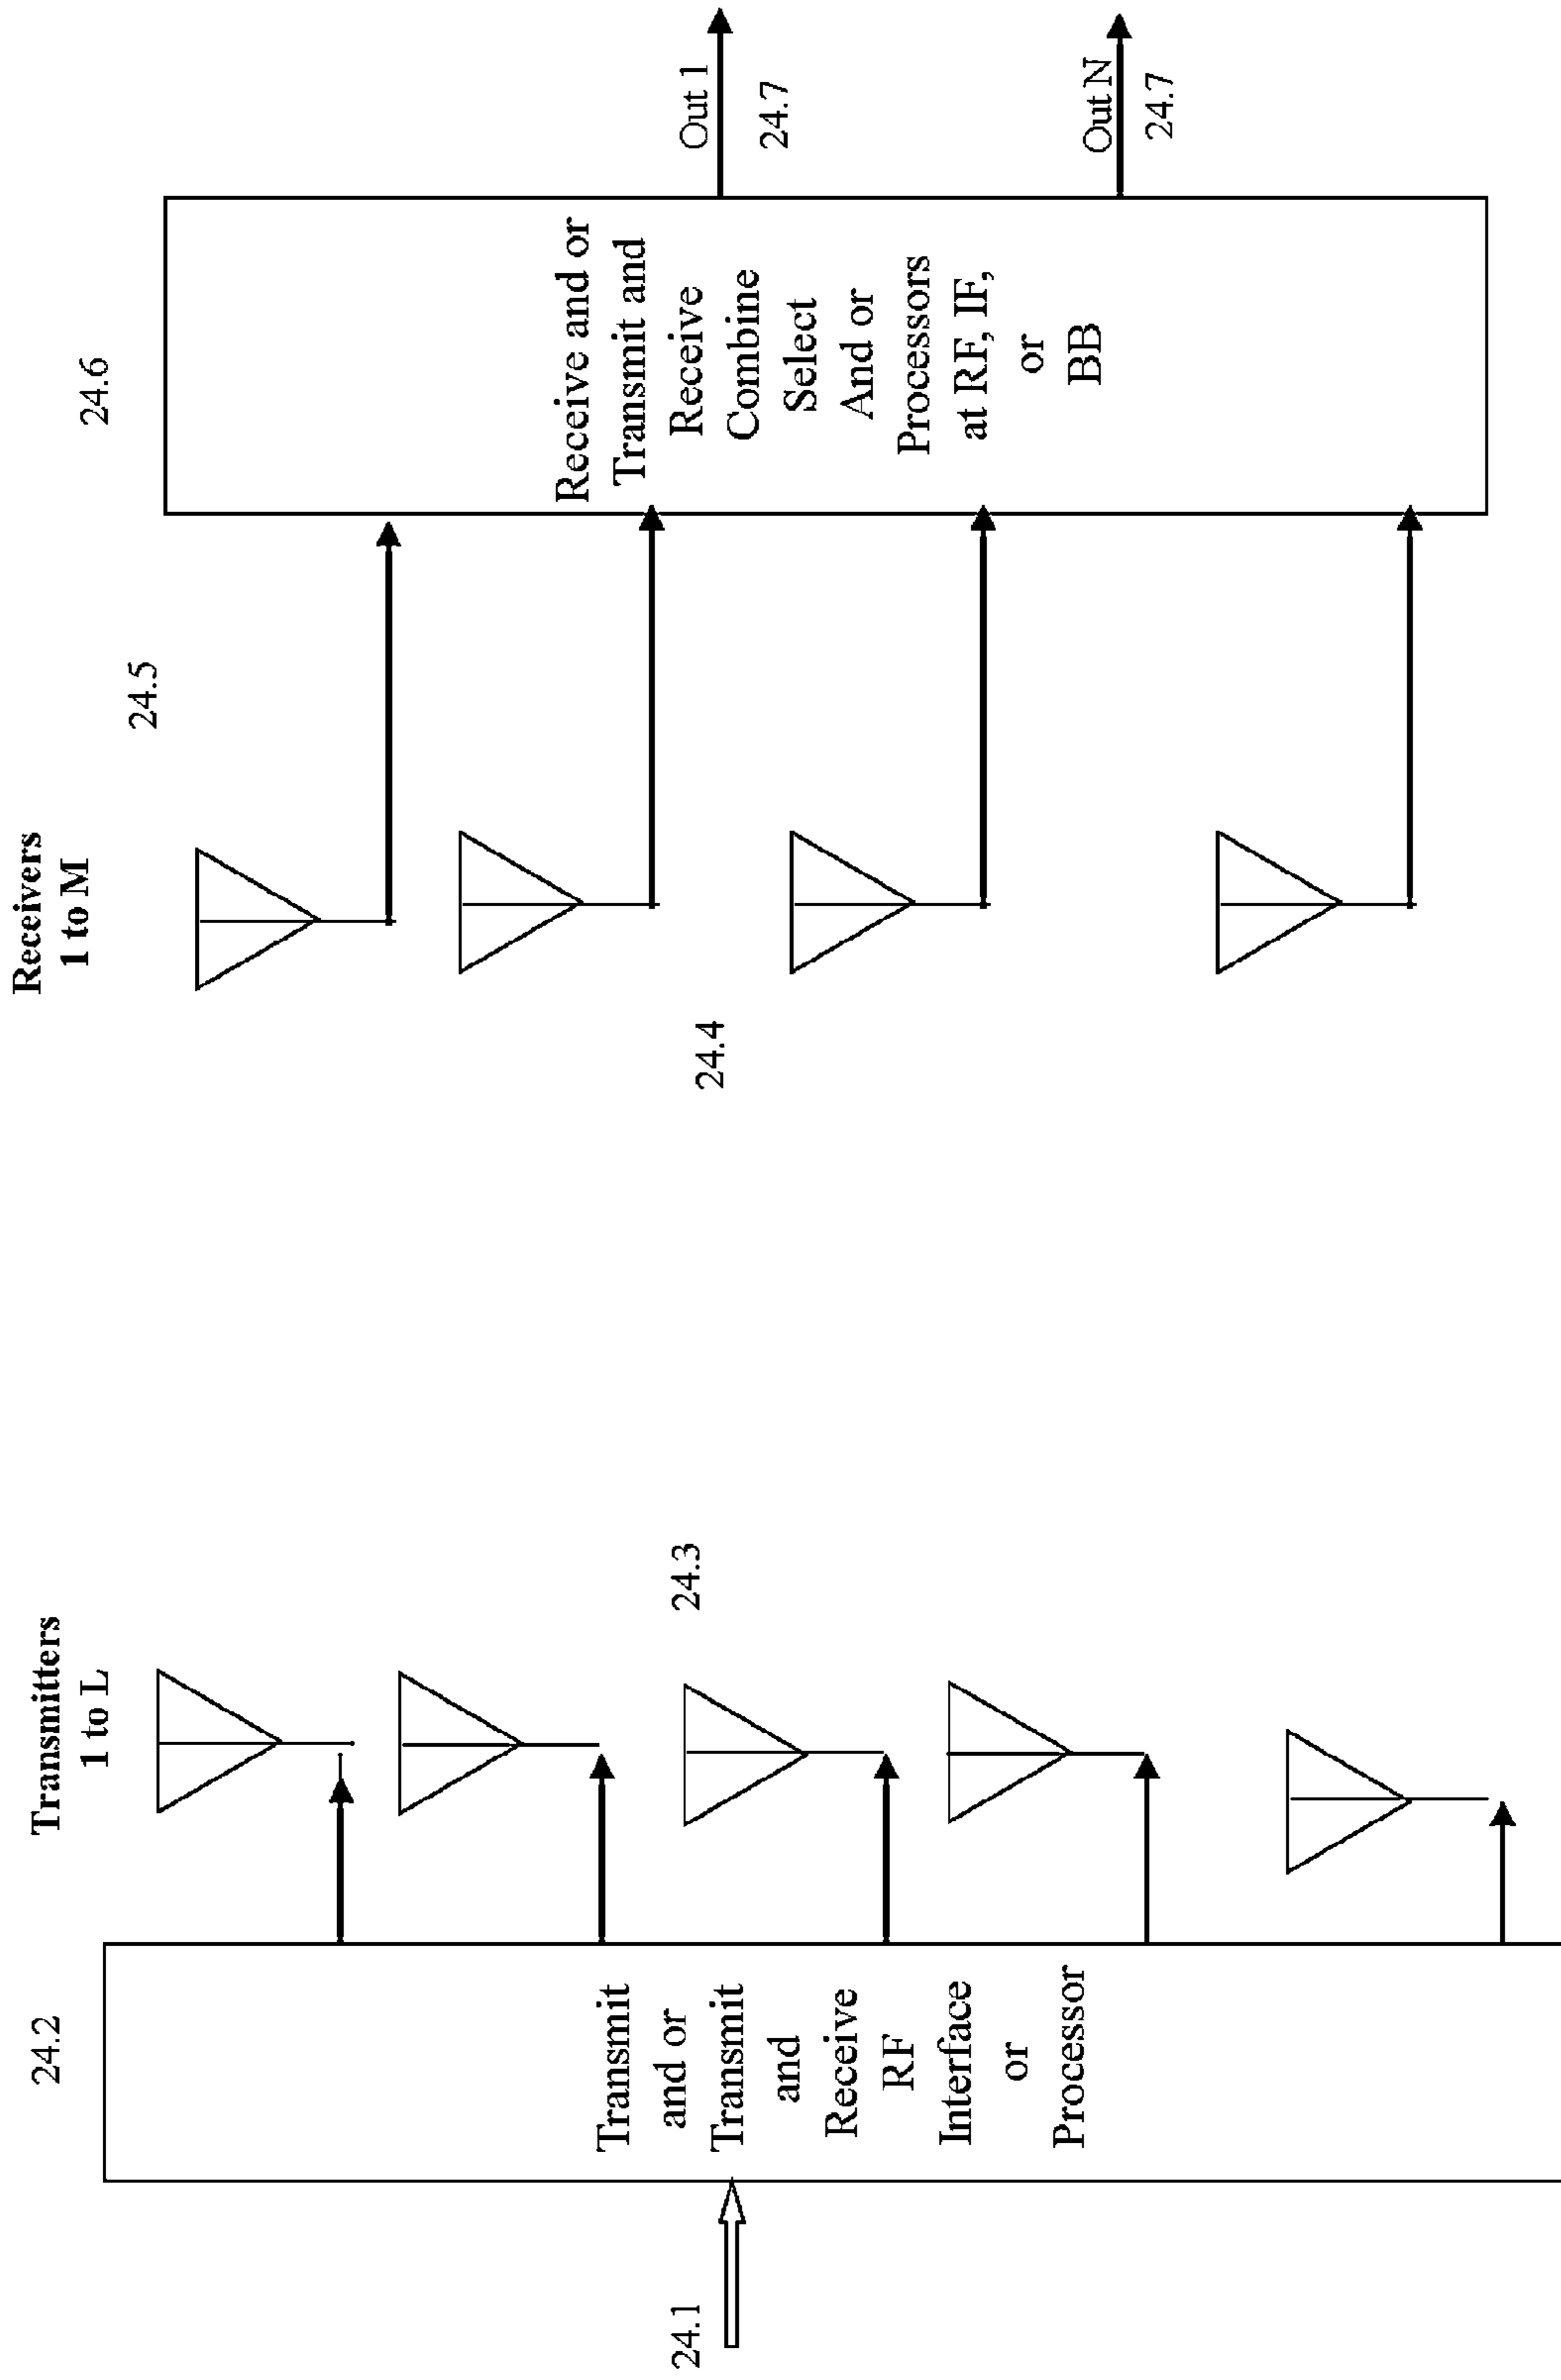 24.1
24.2
Transmit
and or
Transmit
and
Receive
RF
Interface
or
Processor
Transmitters
1 to L
24.3
24.4
Receivers
1 to M
24.5
24.6
Receive and or
Transmit and
Receive
Combine
Select
And or
Processors
at RF, IF,
or
BB
Out 1
24.7
Out N
24.7